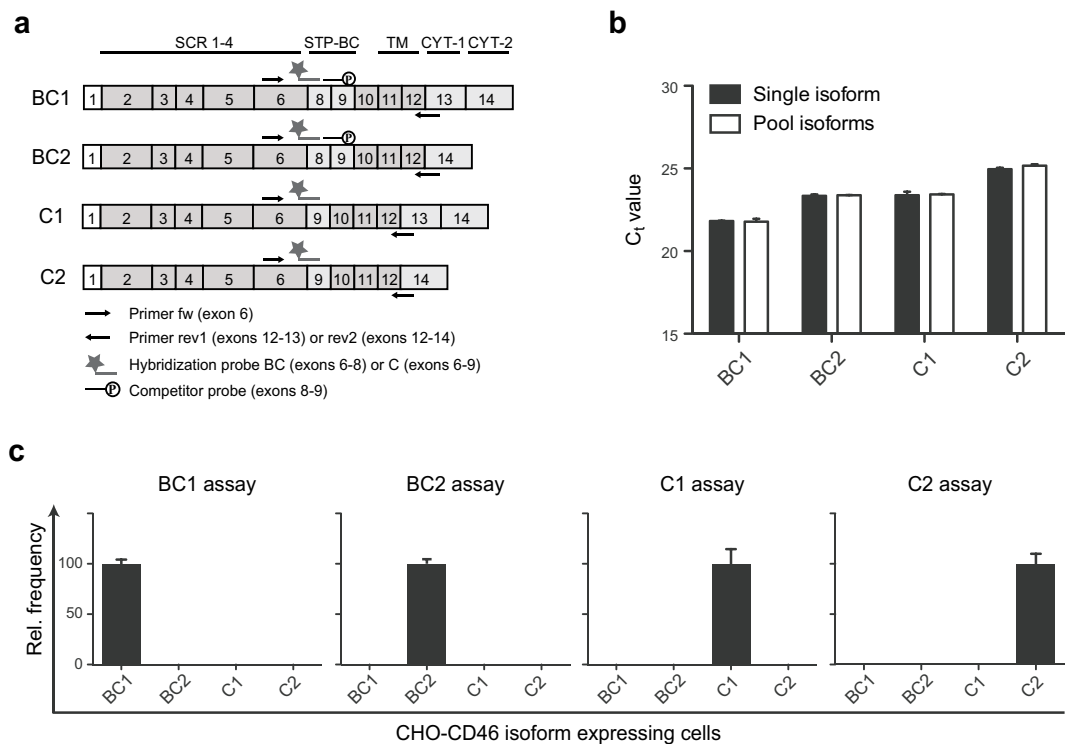 a
SCR 1-4 STP-BC TM CYT-1 CYT-2
BC1 1 2 3 4 5 6 8 9 10 11 12 13 14
P
BC2 1 2 3 4 5 6 8 9 10 11 12 14
P
C1 1 2 3 4 5 6 9 10 11 12 13 14
C2 1 2 3 4 5 6 9 10 11 12 14
Primer fw (exon 6)
Primer rev1 (exons 12-13) or rev2 (exons 12-14)
Hybridization probe BC (exons 6-8) or C (exons 6-9)
P Competitor probe (exons 8-9)
b
Single isoform
Pool isoforms
Ct value
30
25
20
15
BC1 BC2 C1 C2
c
BC1 assay BC2 assay C1 assay C2 assay
Rel. frequency
100
50
0
BC1 BC2 C1 C2 BC1 BC2 C1 C2 BC1 BC2 C1 C2 BC1 BC2 C1 C2
CHO-CD46 isoform expressing cells